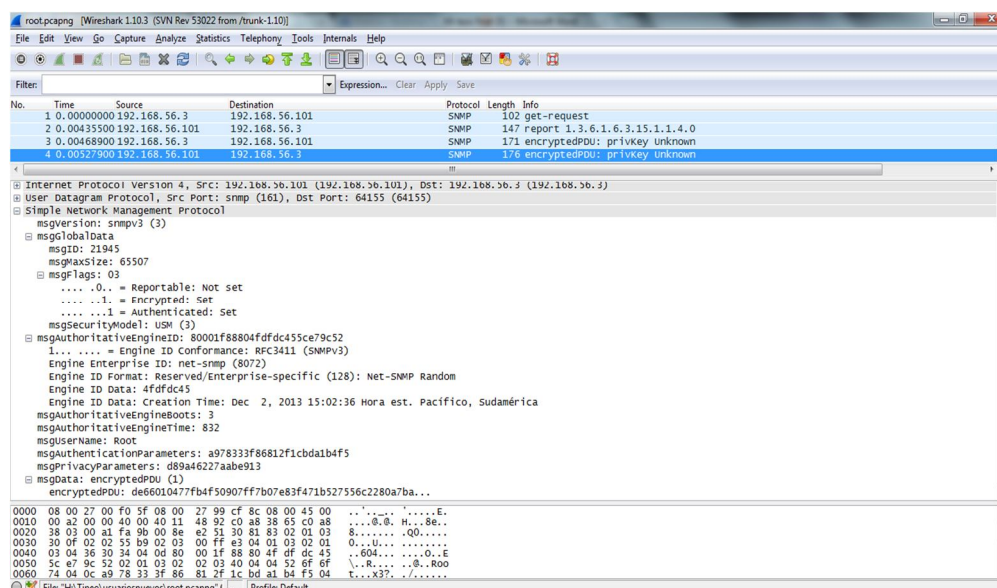 root.pcapng [Wireshark 1.10.3 (SVN Rev 53022 from /trunk-1.10)]
File Edit View Go Capture Analyze Statistics Telephony Tools Internals Help
Filter: Expression... Clear Apply Save
No. Time Source Destination Protocol Length Info
1 0.00000000 192.168.56.3 192.168.56.101 SNMP 102 get-request
2 0.00435500 192.168.56.101 192.168.56.3 SNMP 147 report 1.3.6.1.6.3.15.1.1.4.0
3 0.00468900 192.168.56.3 192.168.56.101 SNMP 171 encryptedPDU: privKey Unknown
4 0.00527900 192.168.56.101 192.168.56.3 SNMP 176 encryptedPDU: privKey Unknown
Internet Protocol Version 4, Src: 192.168.56.101 (192.168.56.101), Dst: 192.168.56.3 (192.168.56.3)
User Datagram Protocol, Src Port: snmp (161), Dst Port: 64155 (64155)
Simple Network Management Protocol
msgVersion: snmpv3 (3)
msgGlobalData
msgID: 21945
msgMaxSize: 65507
msgFlags: 03
.... .0.. = Reportable: Not set
.... ..1. = Encrypted: Set
.... ...1 = Authenticated: Set
msgSecurityModel: USM (3)
msgAuthoritativeEngineID: 80001f88804fdfdc455ce79c52
1... .... = Engine ID Conformance: RFC3411 (SNMPv3)
Engine Enterprise ID: net-snmp (8072)
Engine ID Format: Reserved/Enterprise-specific (128): Net-SNMP Random
Engine ID Data: 4fdfdc45
Engine ID Data: Creation Time: Dec 2, 2013 15:02:36 Hora est. Pacífico, Sudamérica
msgAuthoritativeEngineBoots: 3
msgAuthoritativeEngineTime: 832
msgUserName: Root
msgAuthenticationParameters: a978333f86812f1cbda1b4f5
msgPrivacyParameters: d89a46227aabe913
msgData: encryptedPDU (1)
encryptedPDU: de66010477fb4f50907ff7b07e83f471b527556c2280a7ba...
0000 08 00 27 00 f0 5f 08 00 27 99 cf 8c 08 00 45 00 ..'.._.. '.....E.
0010 00 a2 00 00 40 00 40 11 48 92 c0 a8 38 65 c0 a8 ....@.@. H...8e..
0020 38 03 00 a1 fa 9b 00 8e e2 51 30 81 83 02 01 03 8....... .Q0.....
0030 30 0f 02 02 55 b9 02 03 00 ff e3 04 01 03 02 01 0...U... ........
0040 03 04 36 30 34 04 0d 80 00 1f 88 80 4f df dc 45 ..604... ....O..E
0050 5c e7 9c 52 02 01 03 02 02 03 40 04 04 52 6f 6f \..R.... ..@..Roo
0060 74 04 0c a9 78 33 3f 86 81 2f 1c bd a1 b4 f5 04 t...x3?. ./......
Profile: Default